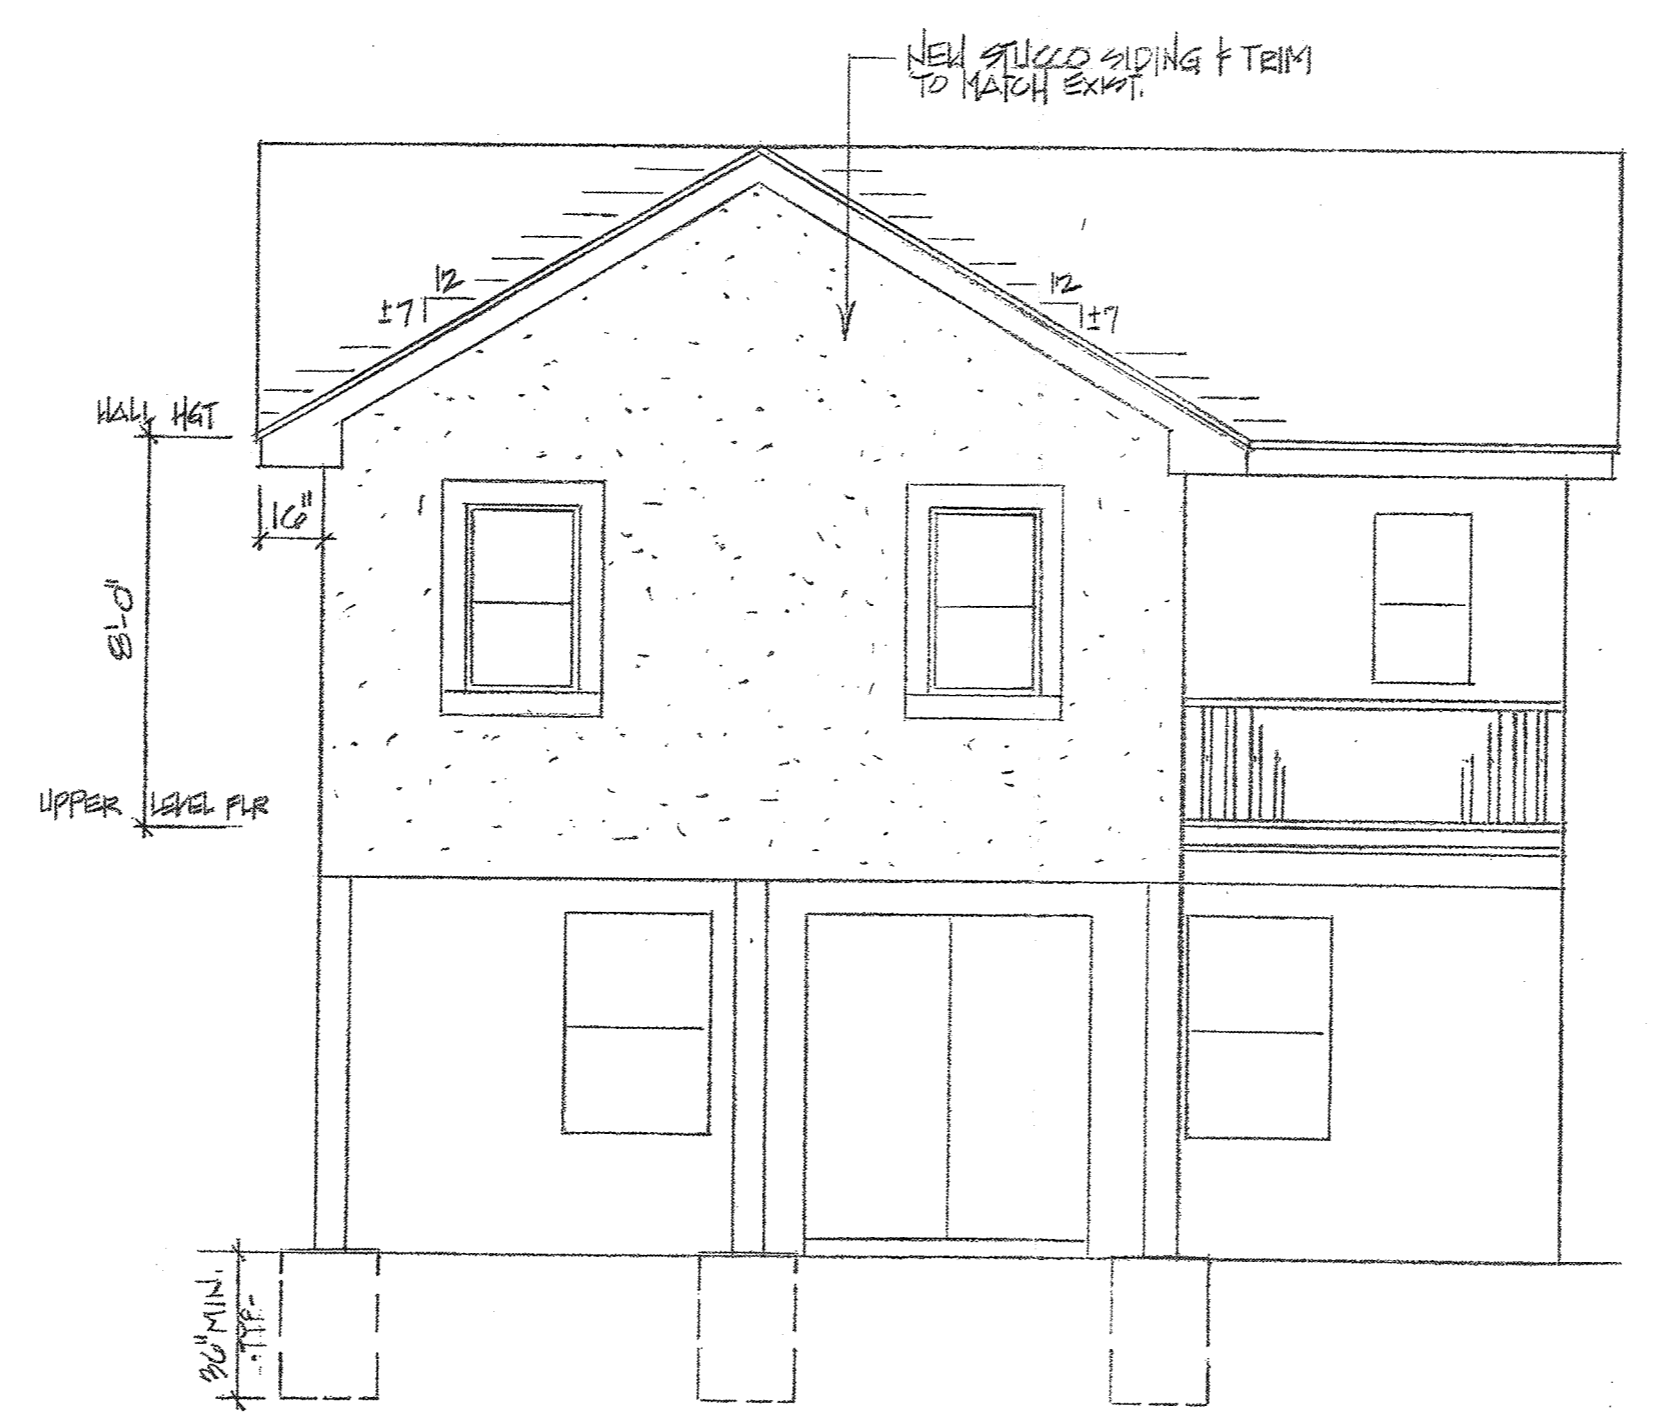 NEW STUCCO SIDING & TRIM
TO MATCH EXIST.
12
±7
12
±7
WALL HGT
16"
8'-0"
UPPER LEVEL FLR
36" MIN.
TYP.